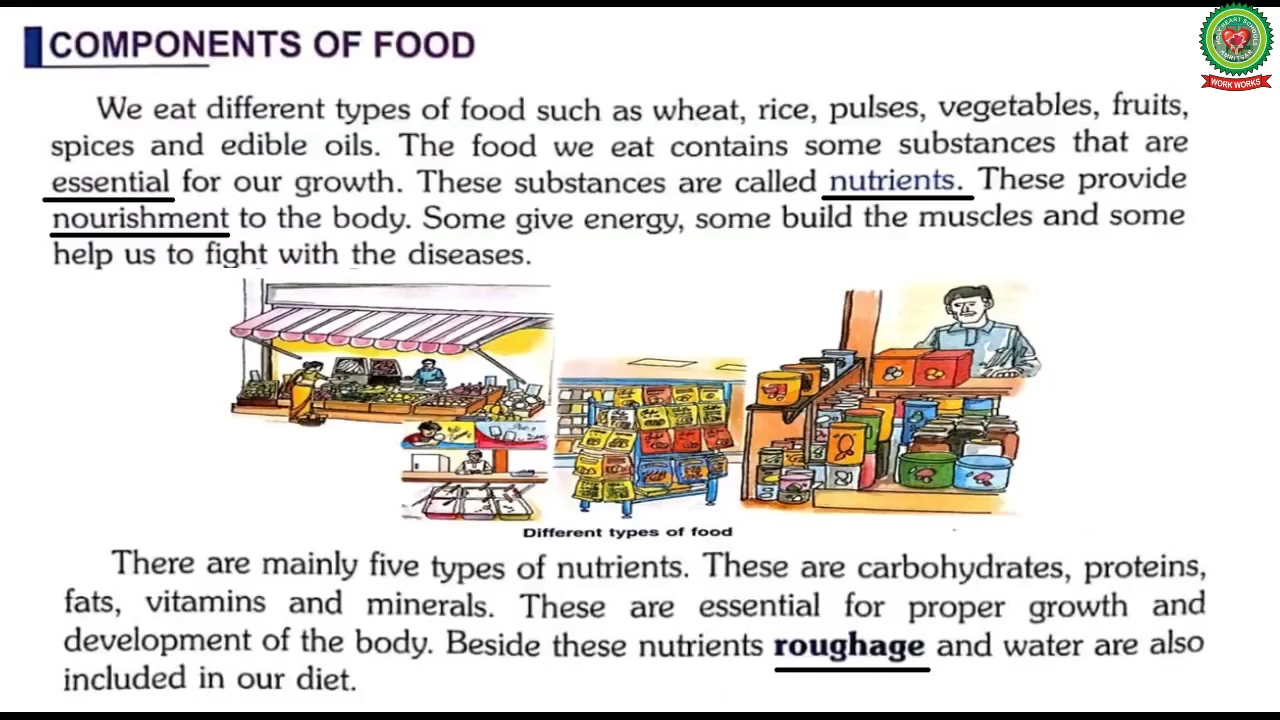 COMPONENTS OF FOOD
We eat different types of food such as wheat, rice, pulses, vegetables, fruits,
spices and edible oils. The food we eat contains some substances that are
essential for our growth. These substances are called nutrients. These provide
nourishment to the body. Some give energy, some build the muscles and some
help us to fight with the diseases.
Different types of food
There are mainly five types of nutrients. These are carbohydrates, proteins,
fats, vitamins and minerals. These are essential for proper growth and
development of the body. Beside these nutrients roughage and water are also
included in our diet.
AMRITSAR
WORK WORKS